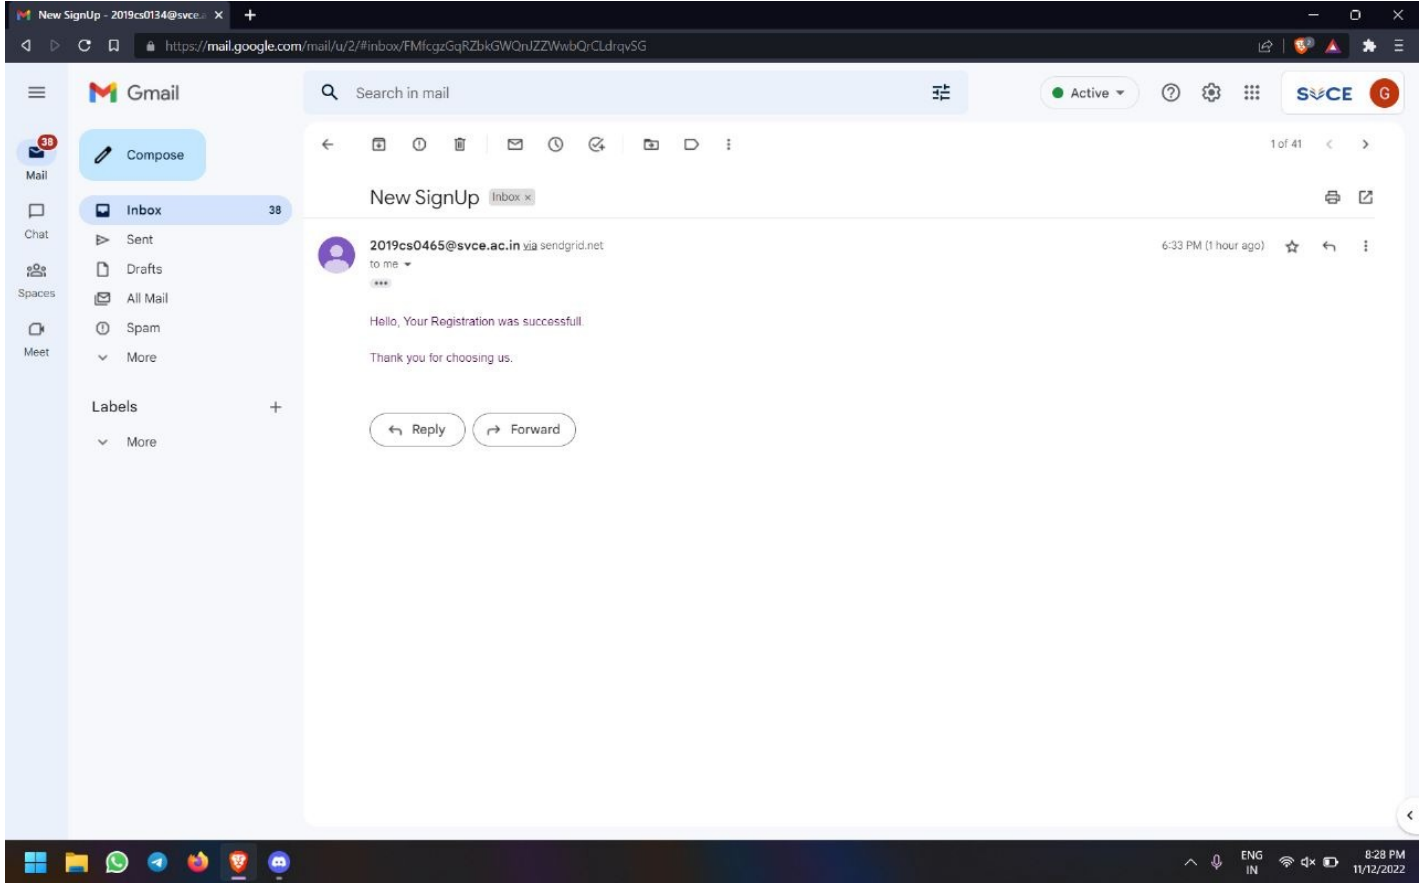 New SignUp - 2019cs0134@svce.a
https://mail.google.com/mail/u/2/#inbox/FMfcgzGqRZbkGWQnJZZWwbQrCLdrqvSG
Gmail
Search in mail
Active
SVCE
G
38
Mail
Compose
1 of 41
New SignUp
Inbox ×
Inbox
38
Chat
Sent
2019cs0465@svce.ac.in via sendgrid.net
6:33 PM (1 hour ago)
to me
Drafts
Spaces
All Mail
Hello, Your Registration was successfull.
Spam
Meet
More
Thank you for choosing us.
Labels
Reply
Forward
More
ENG
IN
8:28 PM
11/12/2022